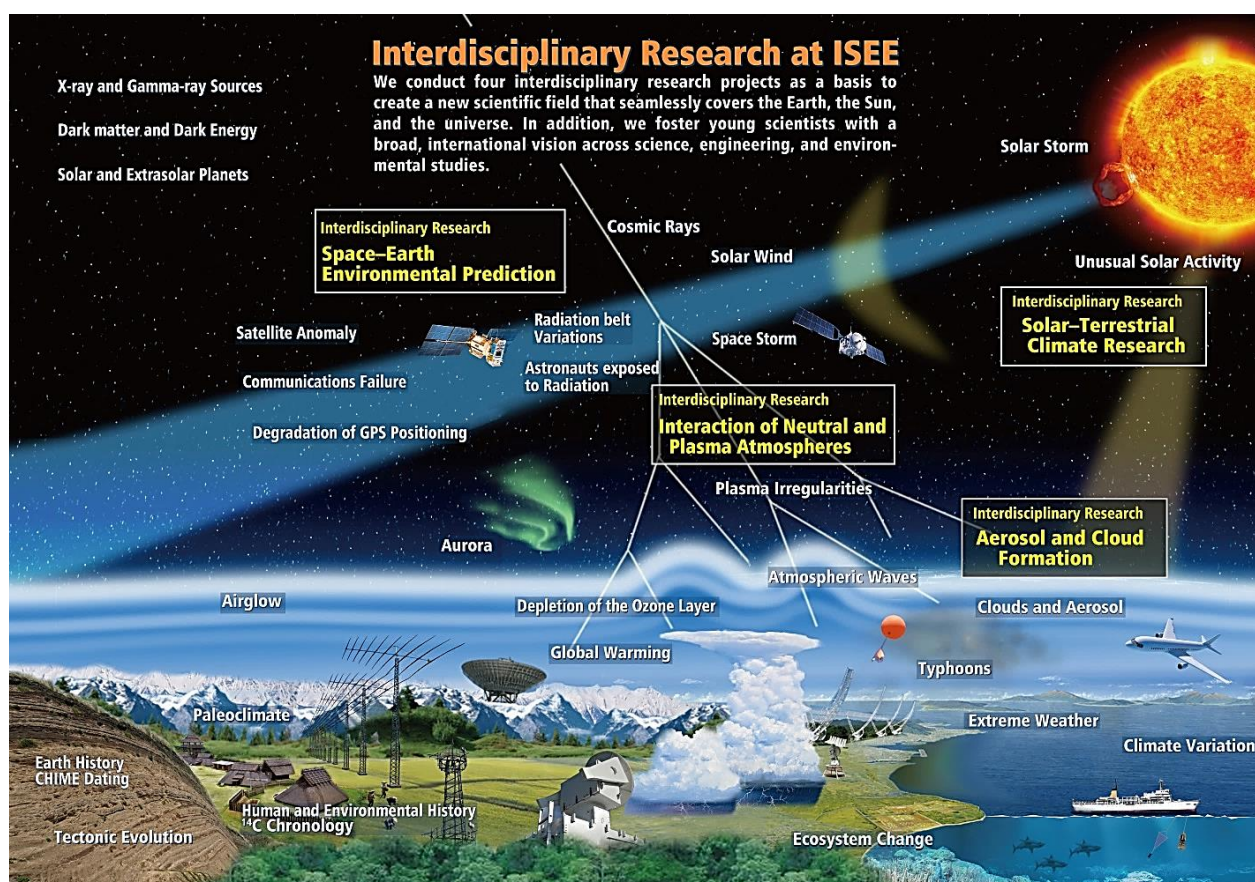 Interdisciplinary Research at ISEE
We conduct four interdisciplinary research projects as a basis to
create a new scientific field that seamlessly covers the Earth, the Sun,
and the universe. In addition, we foster young scientists with a
broad, international vision across science, engineering, and environ-
mental studies.
X-ray and Gamma-ray Sources
Dark matter and Dark Energy
Solar and Extrasolar Planets
Solar Storm
Interdisciplinary Research
Space–Earth
Environmental Prediction
Cosmic Rays
Solar Wind
Unusual Solar Activity
Interdisciplinary Research
Solar–Terrestrial
Climate Research
Satellite Anomaly
Radiation belt
Variations
Space Storm
Communications Failure
Astronauts exposed
to Radiation
Interdisciplinary Research
Interaction of Neutral and
Plasma Atmospheres
Degradation of GPS Positioning
Plasma Irregularities
Interdisciplinary Research
Aerosol and Cloud
Formation
Aurora
Atmospheric Waves
Airglow
Depletion of the Ozone Layer
Clouds and Aerosol
Global Warming
Typhoons
Paleoclimate
Extreme Weather
Climate Variation
Earth History
CHIME Dating
Human and Environmental History
¹⁴C Chronology
Tectonic Evolution
Ecosystem Change